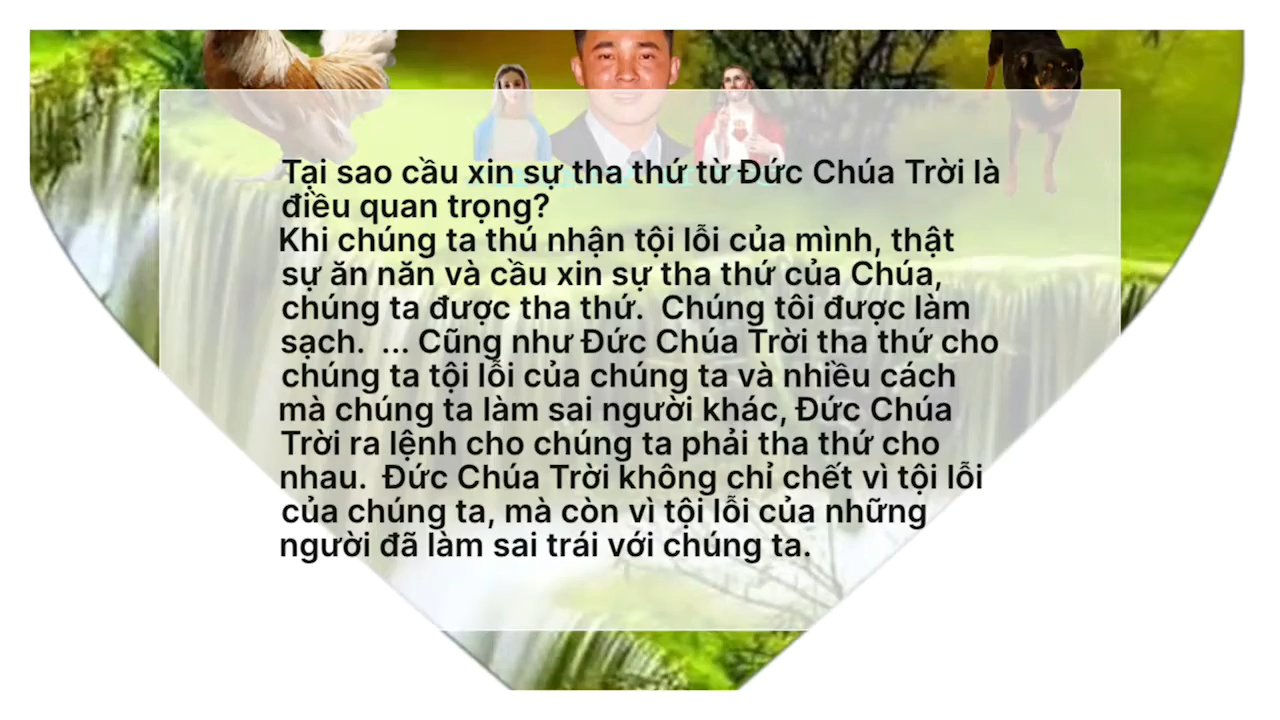 Tại sao cầu xin sự tha thứ từ Đức Chúa Trời là
điều quan trọng?
Khi chúng ta thú nhận tội lỗi của mình, thật
sự ăn năn và cầu xin sự tha thứ của Chúa,
chúng ta được tha thứ.  Chúng tôi được làm
sạch.  ... Cũng như Đức Chúa Trời tha thứ cho
chúng ta tội lỗi của chúng ta và nhiều cách
mà chúng ta làm sai người khác, Đức Chúa
Trời ra lệnh cho chúng ta phải tha thứ cho
nhau.  Đức Chúa Trời không chỉ chết vì tội lỗi
của chúng ta, mà còn vì tội lỗi của những
người đã làm sai trái với chúng ta.